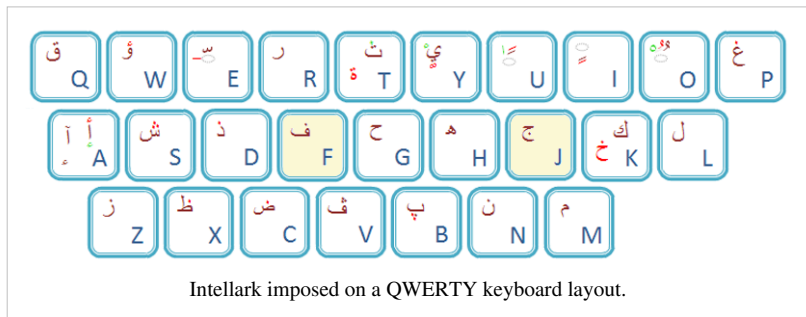 ق Q ؤ W سّ E ر R ث ة T يّ Y U I O غ P
أ آ ء A ش S ذ D ف F ح G ه H ج J ك خ K ل L
ز Z ظ X ض C ڤ V پ B ن N م M
Intellark imposed on a QWERTY keyboard layout.